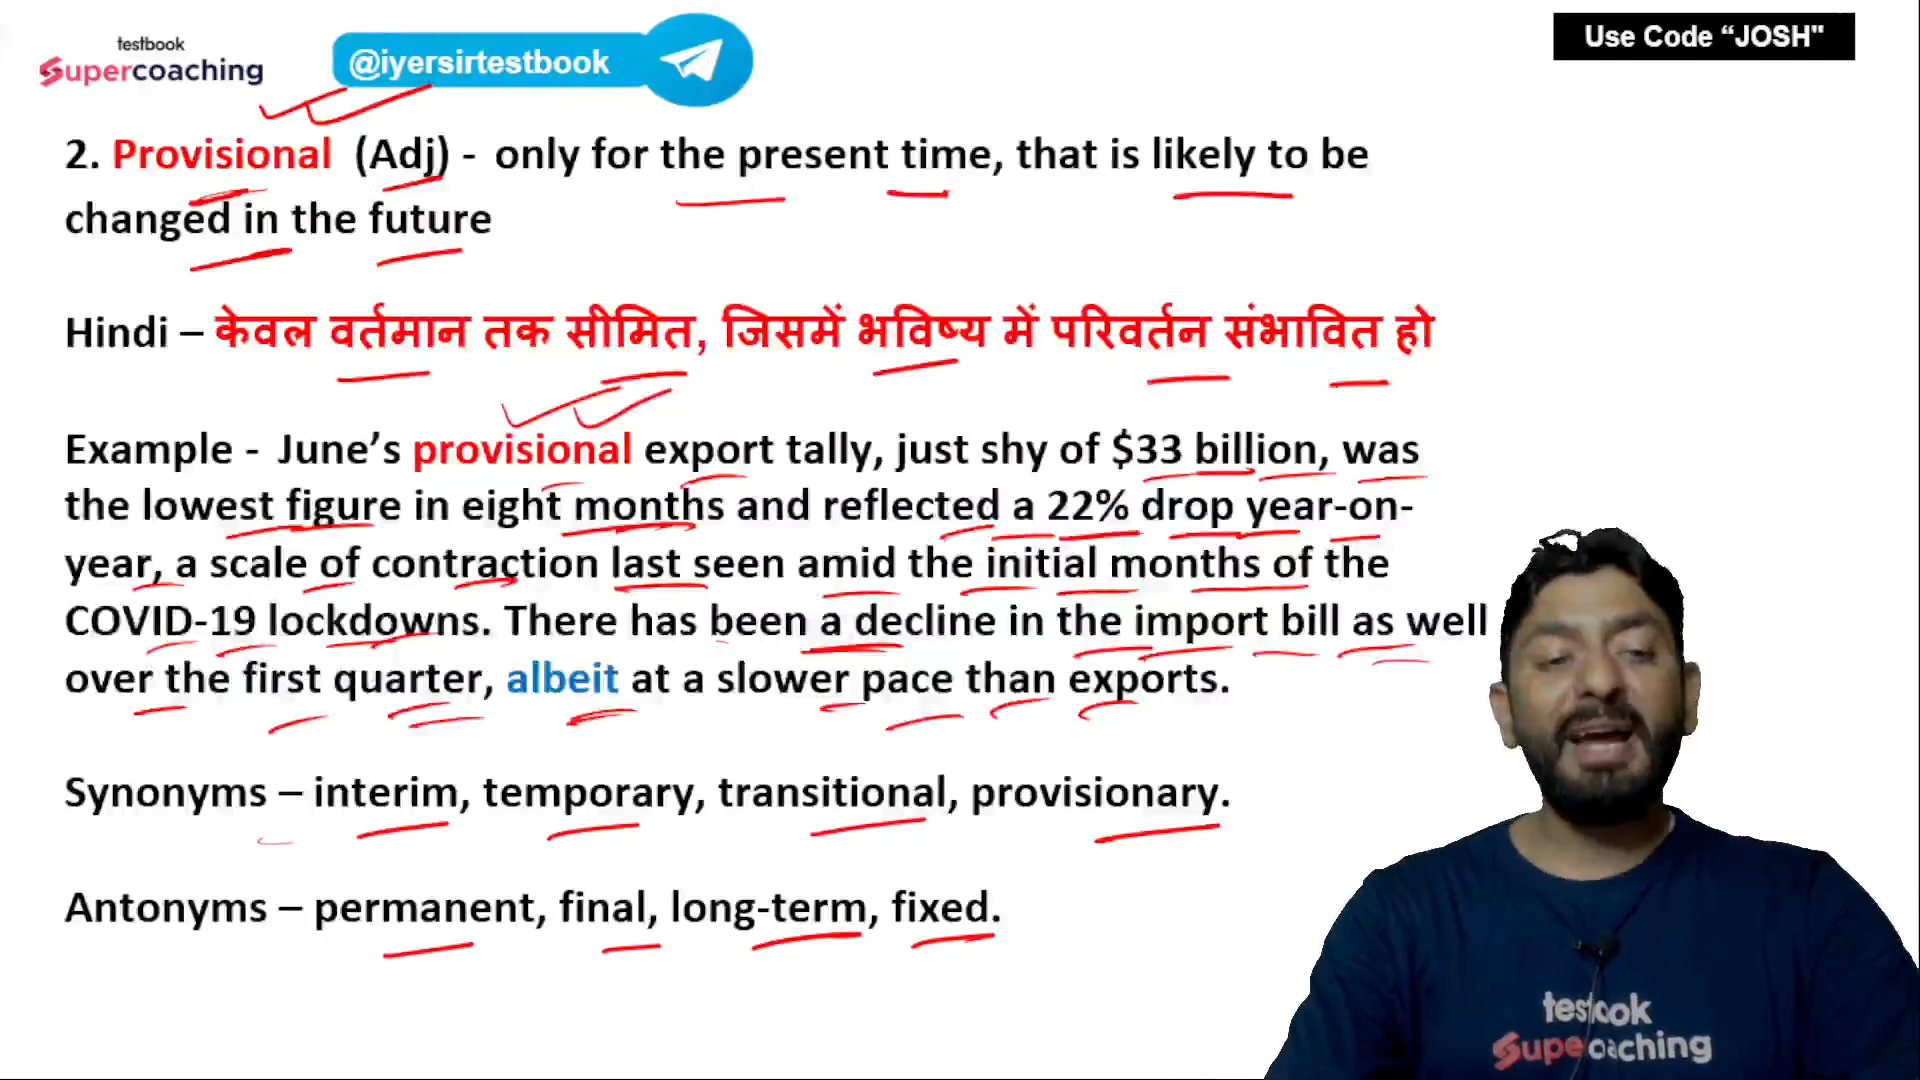 testbook
Supercoaching
@iyersirtestbook
Use Code “JOSH"
2. Provisional (Adj) - only for the present time, that is likely to be
changed in the future
Hindi – केवल वर्तमान तक सीमित, जिसमें भविष्य में परिवर्तन संभावित हो
Example - June’s provisional export tally, just shy of $33 billion, was
the lowest figure in eight months and reflected a 22% drop year-on-
year, a scale of contraction last seen amid the initial months of the
COVID-19 lockdowns. There has been a decline in the import bill as well
over the first quarter, albeit at a slower pace than exports.
Synonyms – interim, temporary, transitional, provisionary.
Antonyms – permanent, final, long-term, fixed.
testbook
Supercoaching